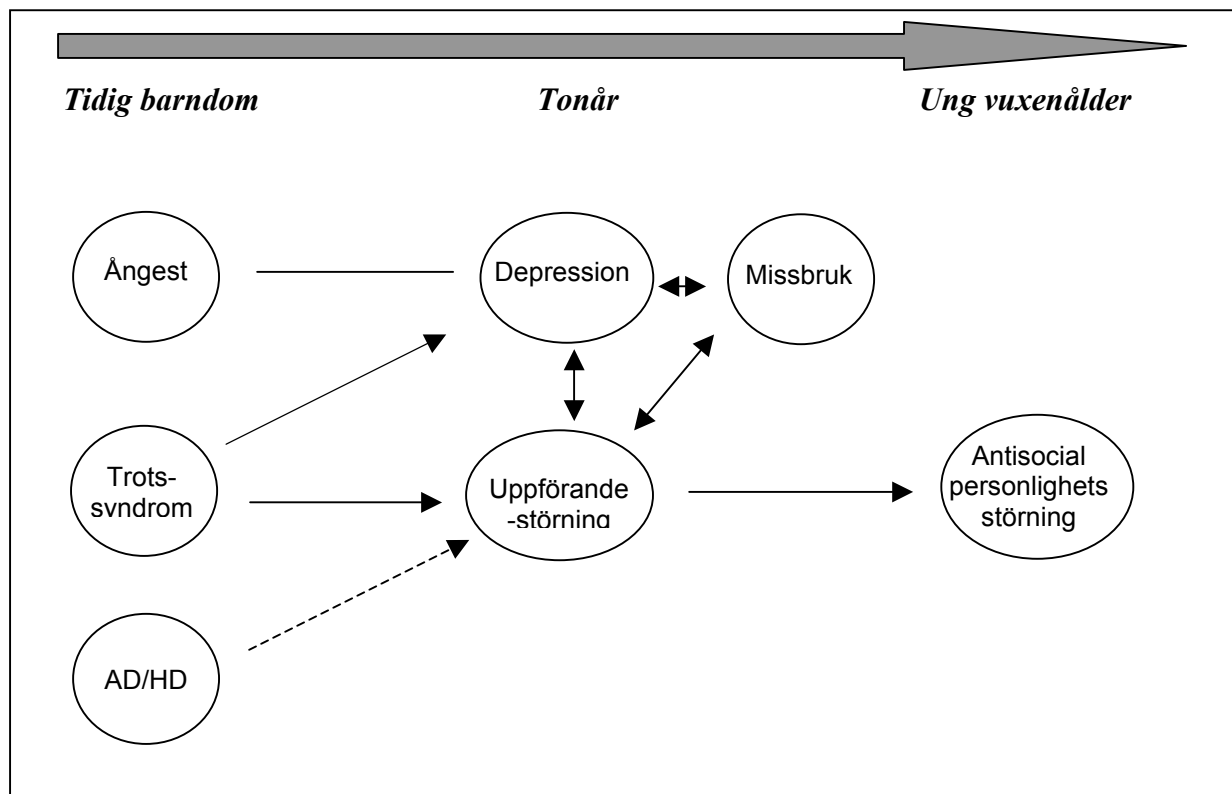 Tidig barndom
Tonår
Ung vuxenålder
Ångest
Depression
Missbruk
Trots-
syndrom
Uppförande
-störning
Antisocial
personlighets
störning
AD/HD